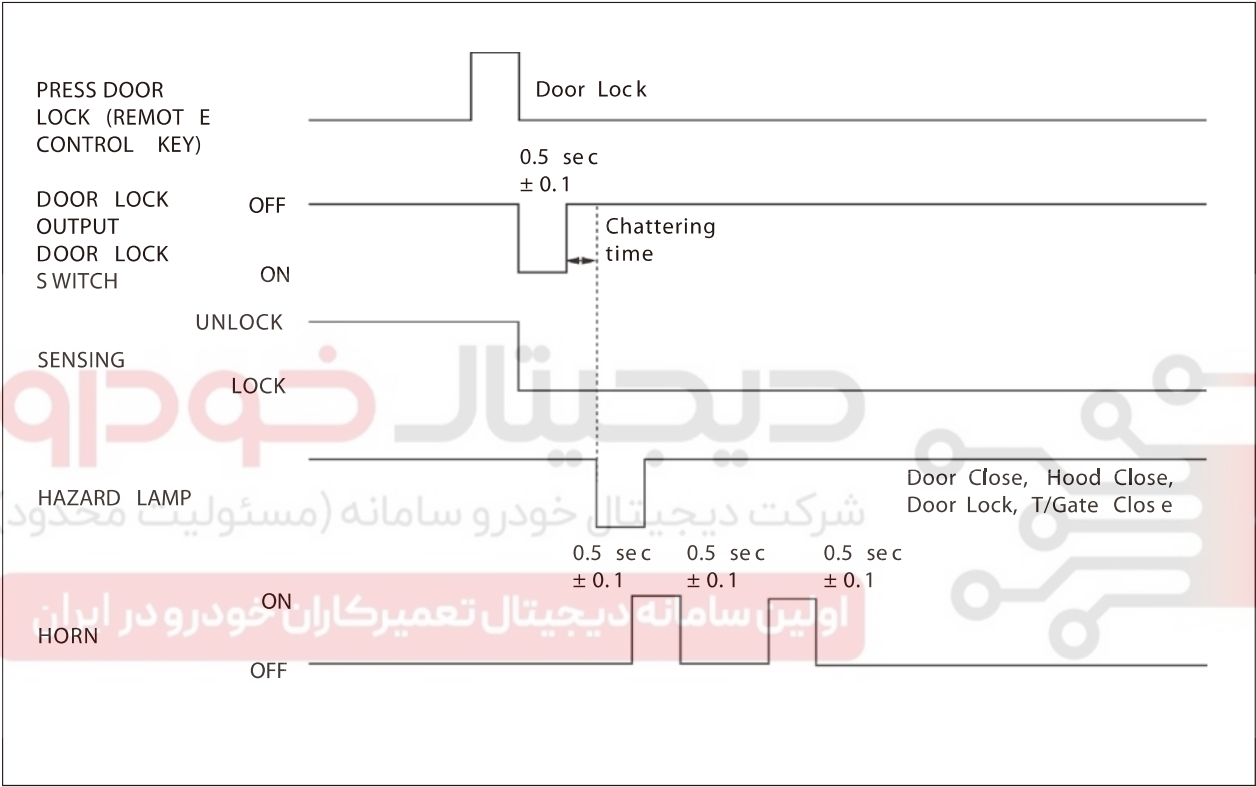 PRESS DOOR
LOCK (REMOT E
CONTROL KEY)
Door Lock
0.5 sec
± 0.1
DOOR LOCK
OUTPUT
DOOR LOCK
SWITCH
OFF
ON
Chattering
time
UNLOCK
SENSING
LOCK
دیجیتال خودرو
HAZARD LAMP
شرکت دیجیتال خودرو سامانه (مسئولیت محدود)
Door Close, Hood Close,
Door Lock, T/Gate Close
0.5 sec
± 0.1
0.5 sec
± 0.1
0.5 sec
± 0.1
ON
اولین سامانه دیجیتال تعمیرکاران خودرو در ایران
HORN
OFF